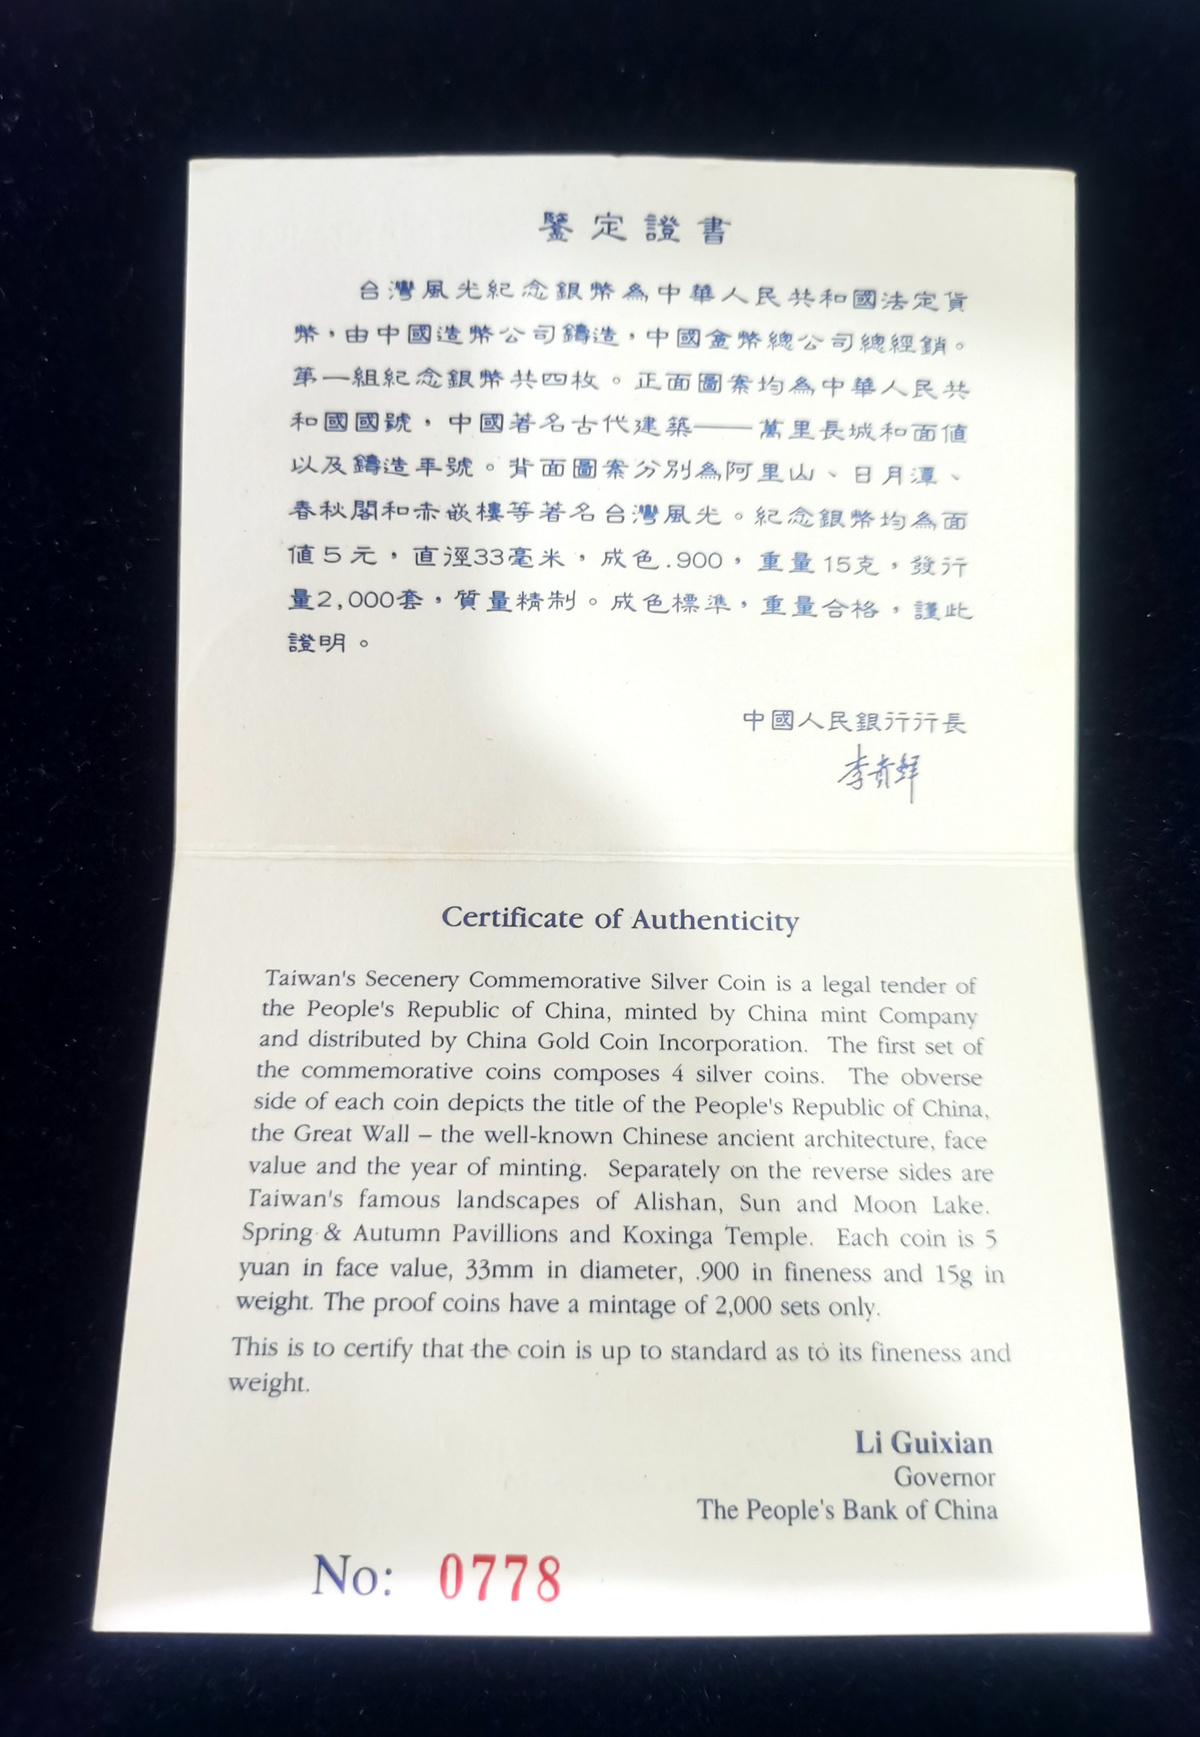 鑒定證書
台灣風光紀念銀幣為中華人民共和國法定貨
幣，由中國造幣公司鑄造，中國金幣總公司總經銷。
第一組紀念銀幣共四枚。正面圖案均為中華人民共
和國國號，中國著名古代建築——萬里長城和面值
以及鑄造年號。背面圖案分別為阿里山、日月潭、
春秋閣和赤嵌樓等著名台灣風光。紀念銀幣均為面
值5元，直徑33毫米，成色.900，重量15克，發行
量2,000套，質量精制。成色標準，重量合格，謹此
證明。
中國人民銀行行長
李貴鲜
Certificate of Authenticity
Taiwan's Secenery Commemorative Silver Coin is a legal tender of
the People's Republic of China, minted by China mint Company
and distributed by China Gold Coin Incorporation. The first set of
the commemorative coins composes 4 silver coins. The obverse
side of each coin depicts the title of the People's Republic of China,
the Great Wall – the well-known Chinese ancient architecture, face
value and the year of minting. Separately on the reverse sides are
Taiwan's famous landscapes of Alishan, Sun and Moon Lake.
Spring & Autumn Pavillions and Koxinga Temple. Each coin is 5
yuan in face value, 33mm in diameter, .900 in fineness and 15g in
weight. The proof coins have a mintage of 2,000 sets only.
This is to certify that the coin is up to standard as to its fineness and
weight.
Li Guixian
Governor
The People's Bank of China
No: 0778